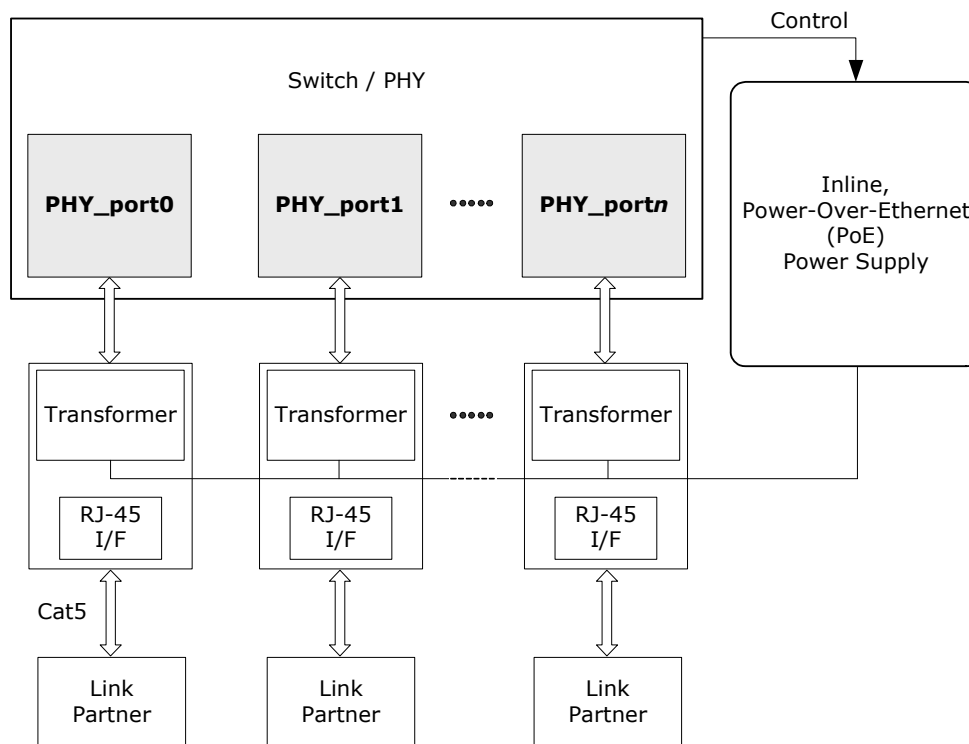 Control
Switch / PHY
PHY_port0
PHY_port1
PHY_portn
Inline,
Power-Over-Ethernet
(PoE)
Power Supply
Transformer
Transformer
Transformer
RJ-45
I/F
RJ-45
I/F
RJ-45
I/F
Cat5
Link
Partner
Link
Partner
Link
Partner